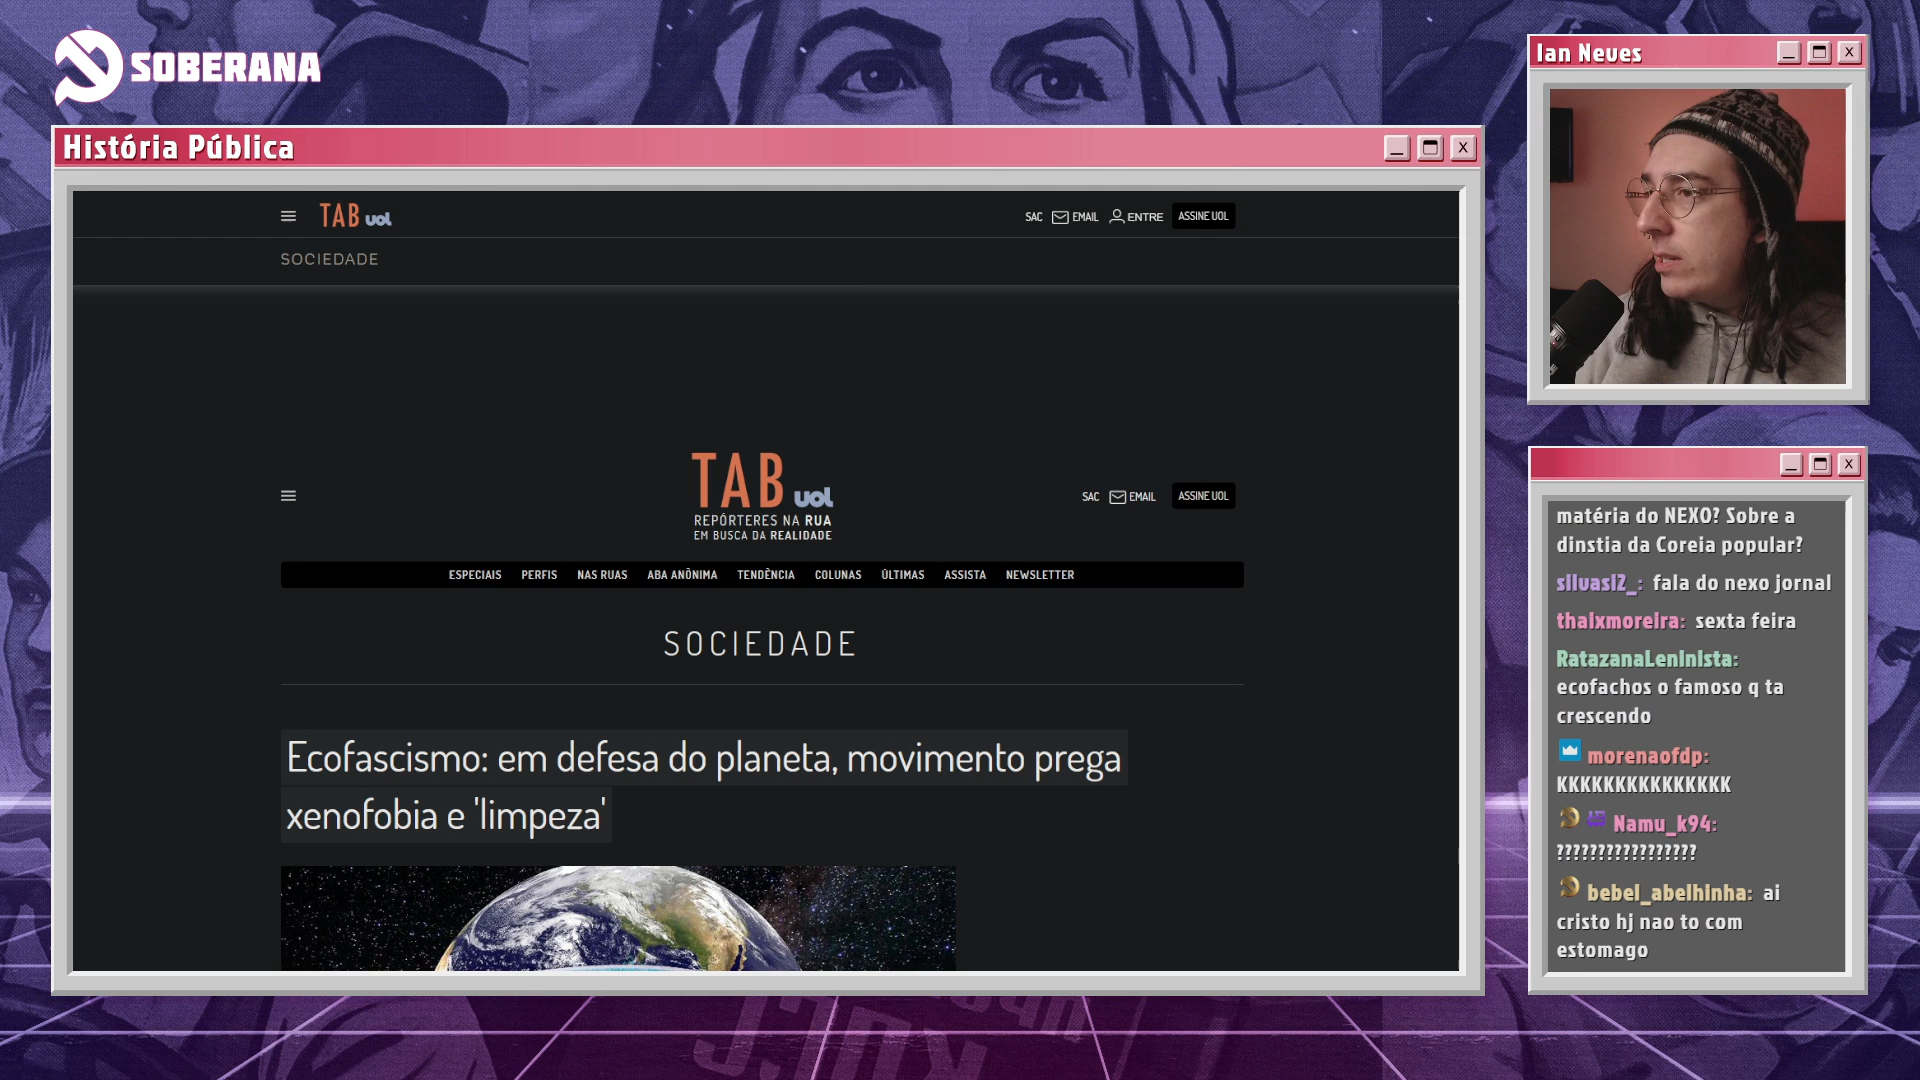 SOBERANA
História Pública
TAB uol
SAC EMAIL ENTRE ASSINE UOL
SOCIEDADE
TAB uol
REPÓRTERES NA RUA
EM BUSCA DA REALIDADE
SAC EMAIL ASSINE UOL
ESPECIAIS PERFIS NAS RUAS ABA ANÔNIMA TENDÊNCIA COLUNAS ÚLTIMAS ASSISTA NEWSLETTER
SOCIEDADE
Ecofascismo: em defesa do planeta, movimento prega
xenofobia e 'limpeza'
Ian Neves
matéria do NEXO? Sobre a
dinstia da Coreia popular?
silvasl2_: fala do nexo jornal
thaixmoreira: sexta feira
RatazanaLeninista:
ecofachos o famoso q ta
crescendo
morenaofdp:
KKKKKKKKKKKKKKK
Namu_k94:
?????????????????
bebel_abelhinha: ai
cristo hj nao to com
estomago